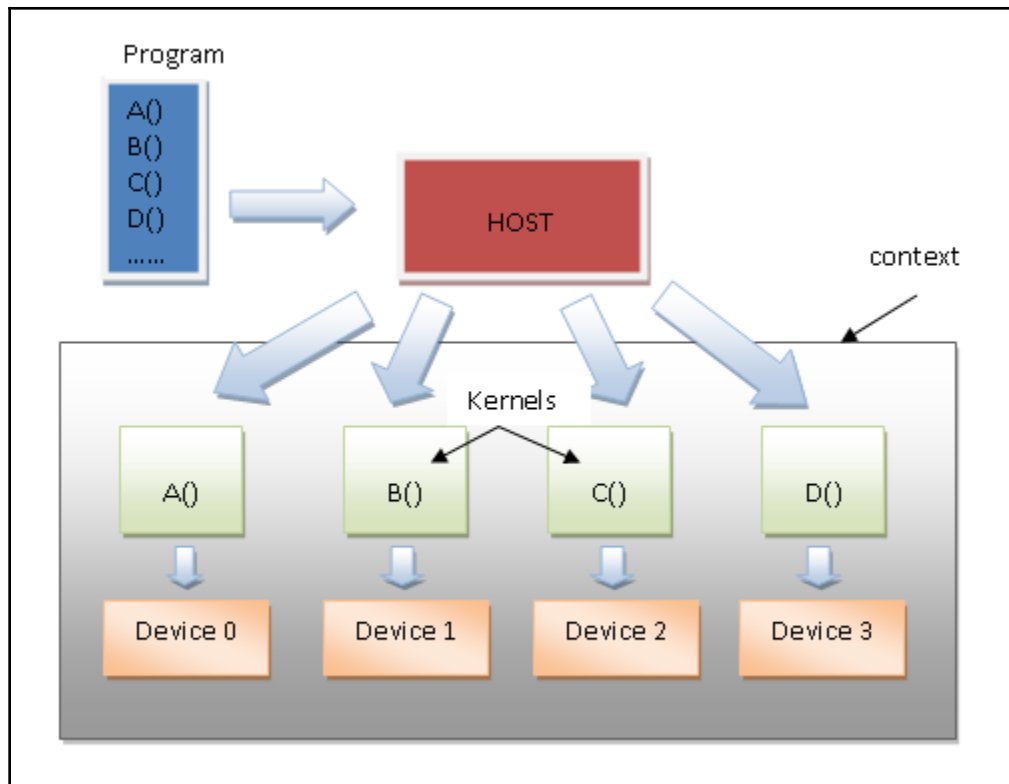 Program
A()
B()
C()
D()
......
HOST
context
Kernels
A()
B()
C()
D()
Device 0
Device 1
Device 2
Device 3